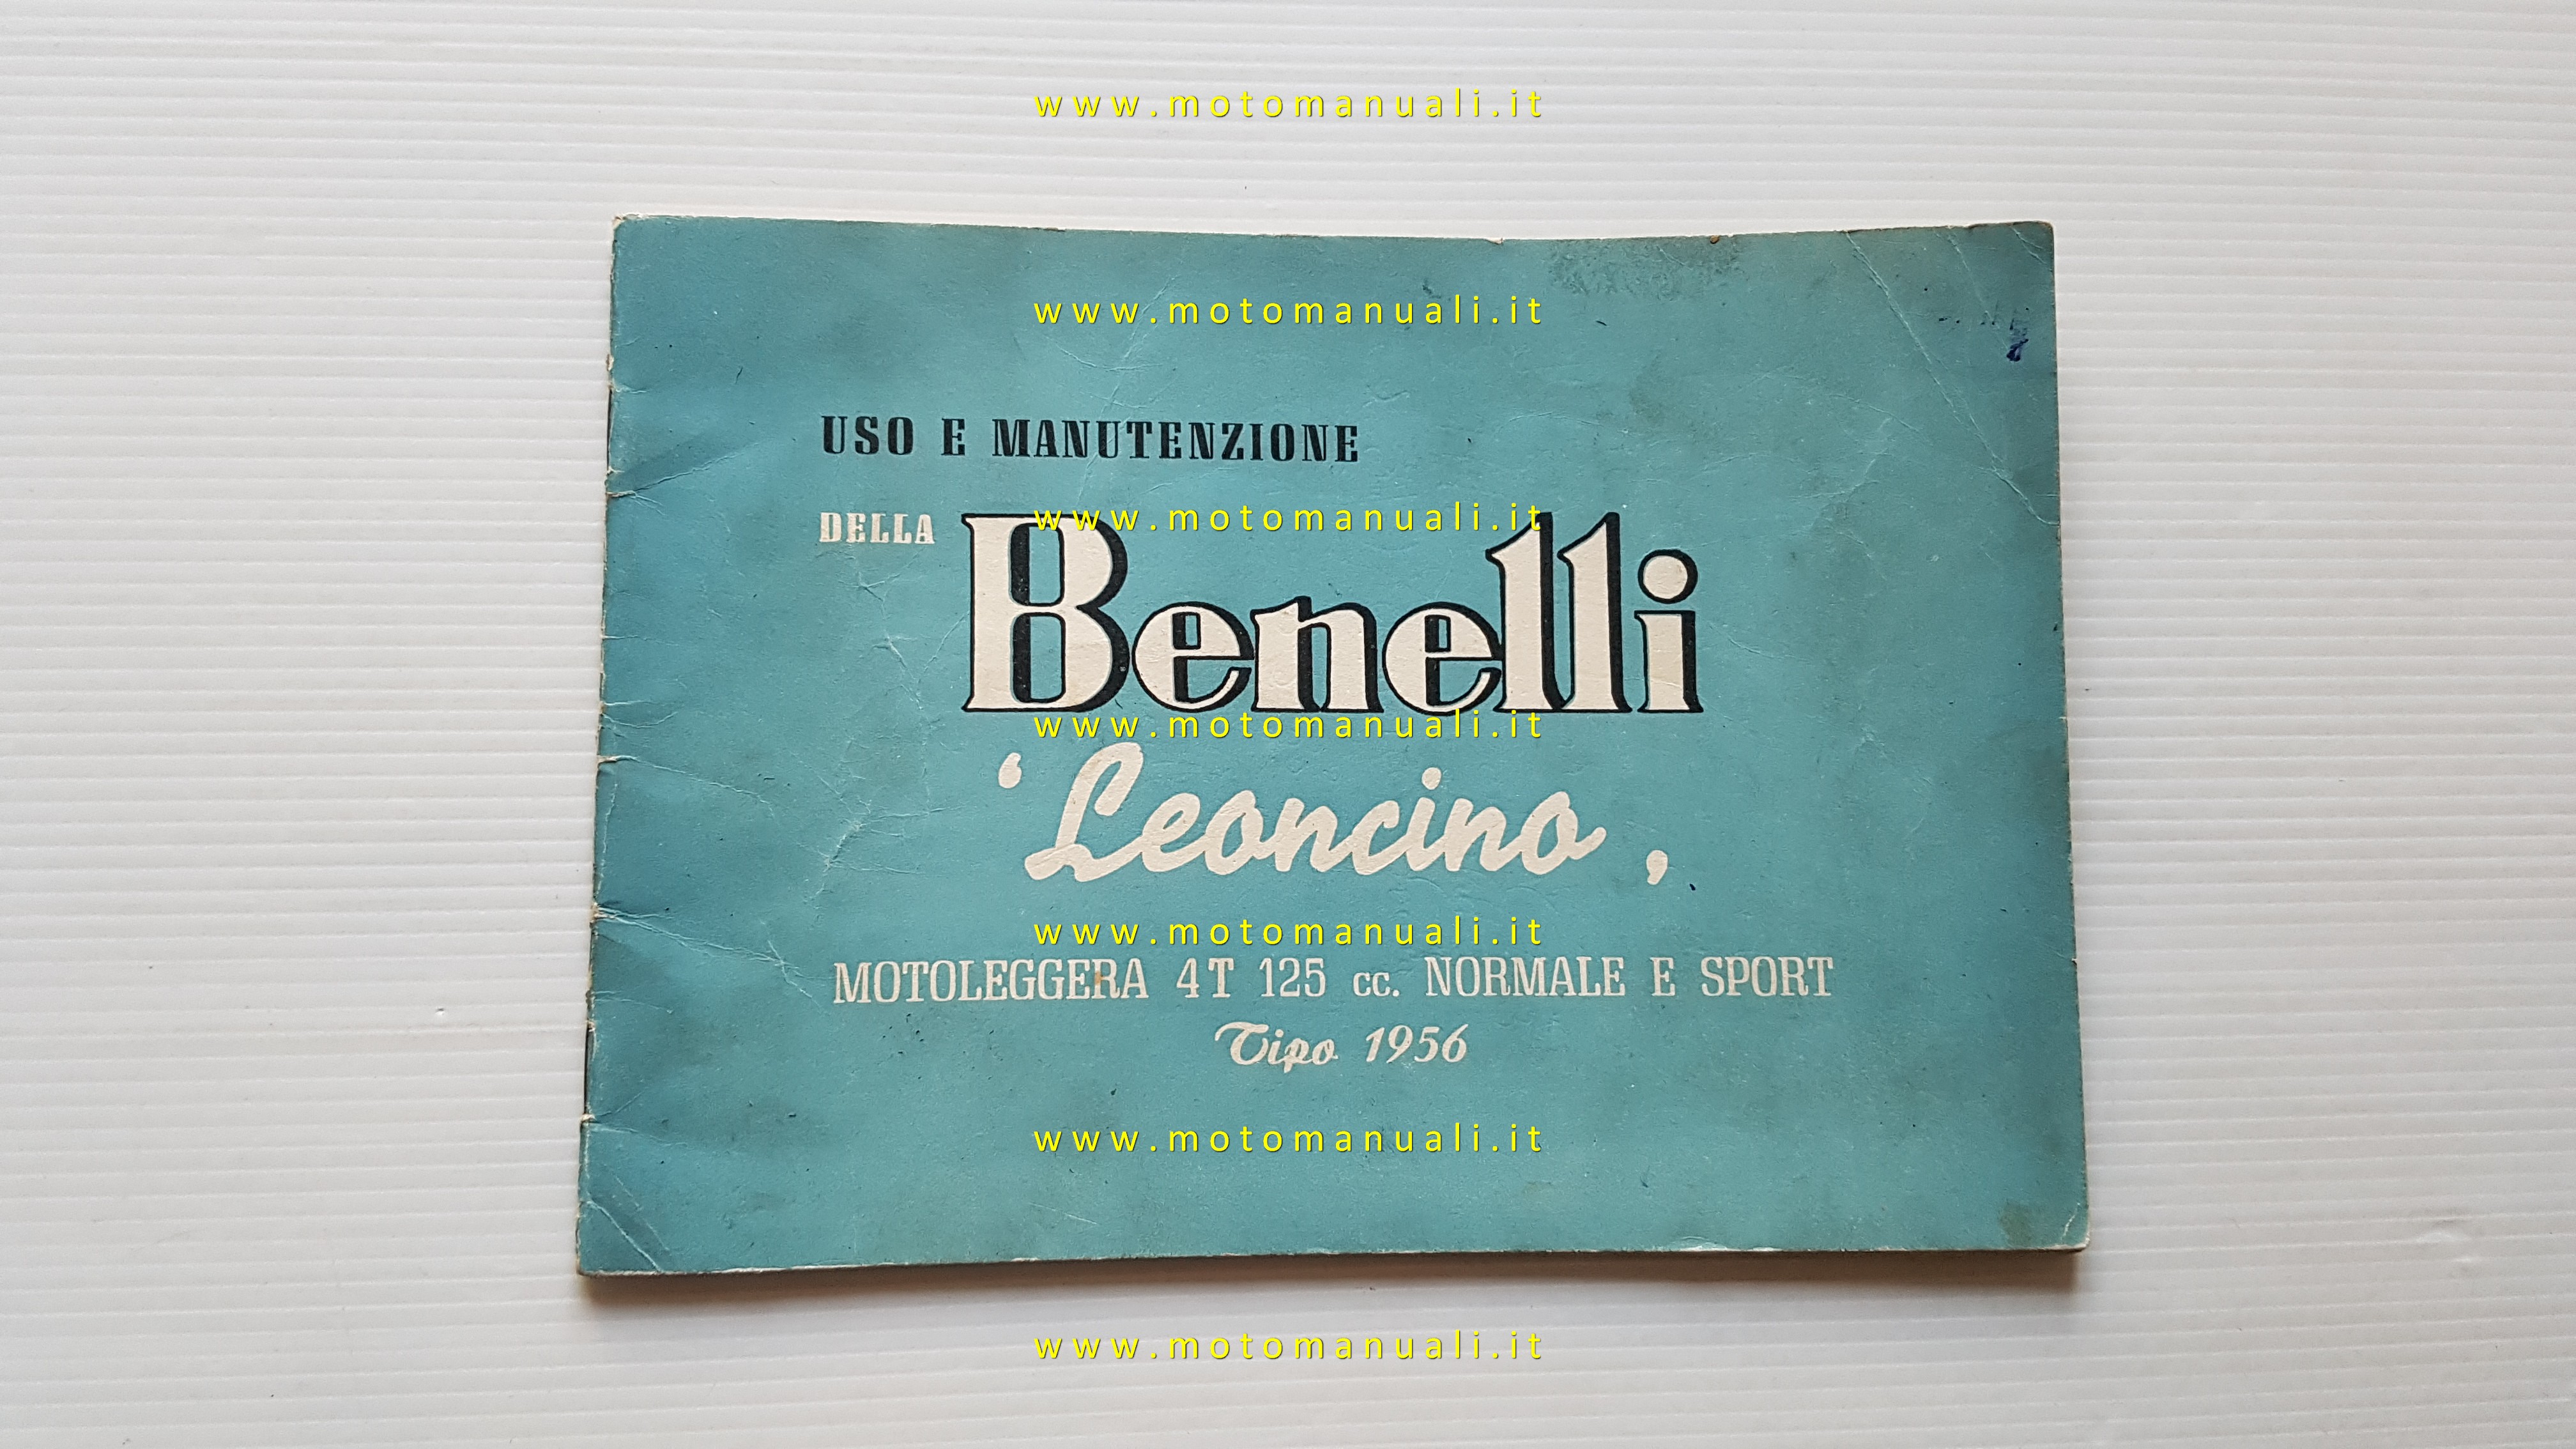 www.motomanuali.it
www.motomanuali.it
USO E MANUTENZIONE
www.motomanuali.it
DELLA Benelli
www.motomanuali.it
‘Leoncino,
www.motomanuali.it
MOTOLEGGERA 4T 125 cc. NORMALE E SPORT
Tipo 1956
www.motomanuali.it
www.motomanuali.it